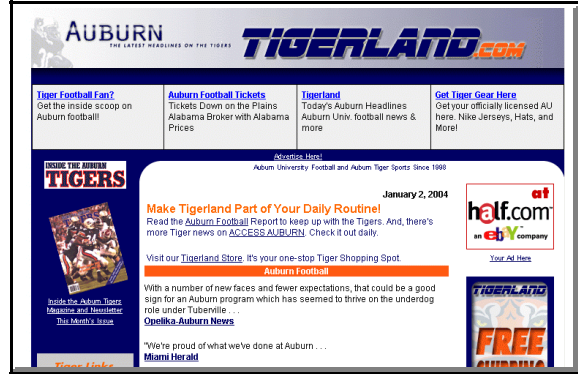 AUBURN
THE LATEST HEADLINES ON THE TIGERS
TIGERLAND.com
Tiger Football Fan?
Get the inside scoop on
Auburn football!
Auburn Football Tickets
Tickets Down on the Plains
Alabama Broker with Alabama
Prices
Tigerland
Today's Auburn Headlines
Auburn Univ. football news &
more
Get Tiger Gear Here
Get your officially licensed AU
here. Nike Jerseys, Hats, and
More!
Advertise Here!
Auburn University Football and Auburn Tiger Sports Since 1998
INSIDE THE AUBURN
TIGERS
Inside the Auburn Tigers
Magazine and Newsletter
This Month's Issue
Tiger Links
January 2, 2004
Make Tigerland Part of Your Daily Routine!
Read the Auburn Football Report to keep up with the Tigers. And, there's
more Tiger news on ACCESS AUBURN. Check it out daily.
Visit our Tigerland Store. It's your one-stop Tiger Shopping Spot.
Auburn Football
With a number of new faces and fewer expectations, that could be a good
sign for an Auburn program which has seemed to thrive on the underdog
role under Tuberville . . .
Opelika-Auburn News
"We're proud of what we've done at Auburn . . .
Miami Herald
at
half.com
an ebY company
Your Ad Here
TIGERLAND
FREE
SHIPPING